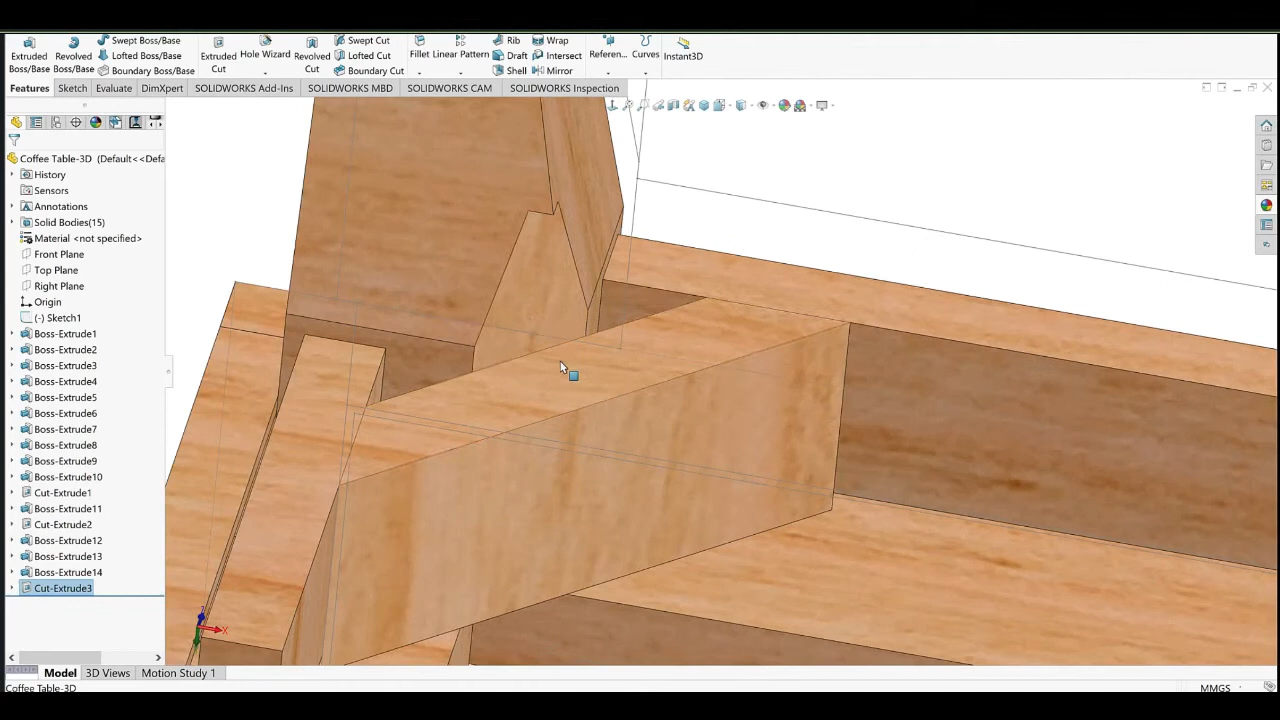 Extruded Boss/Base
Revolved Boss/Base
Swept Boss/Base
Lofted Boss/Base
Boundary Boss/Base
Extruded Cut
Hole Wizard
Revolved Cut
Swept Cut
Lofted Cut
Boundary Cut
Fillet
Linear Pattern
Rib
Draft
Shell
Wrap
Intersect
Mirror
Referen...
Curves
Instant3D
Features
Sketch
Evaluate
DimXpert
SOLIDWORKS Add-Ins
SOLIDWORKS MBD
SOLIDWORKS CAM
SOLIDWORKS Inspection
Coffee Table-3D (Default<<Defa
History
Sensors
Annotations
Solid Bodies(15)
Material <not specified>
Front Plane
Top Plane
Right Plane
Origin
(-) Sketch1
Boss-Extrude1
Boss-Extrude2
Boss-Extrude3
Boss-Extrude4
Boss-Extrude5
Boss-Extrude6
Boss-Extrude7
Boss-Extrude8
Boss-Extrude9
Boss-Extrude10
Cut-Extrude1
Boss-Extrude11
Cut-Extrude2
Boss-Extrude12
Boss-Extrude13
Boss-Extrude14
Cut-Extrude3
Z
X
Model
3D Views
Motion Study 1
Coffee Table-3D
MMGS